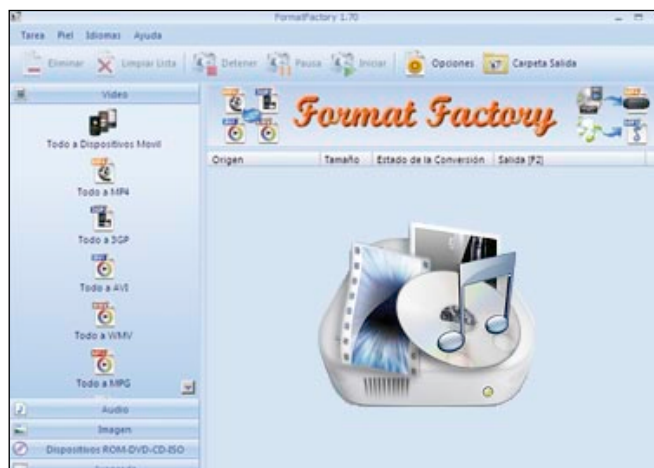 FormatFactory 1.70
Tarea Piel Idiomas Ayuda
Eliminar Limpiar Lista Detener Pausa Iniciar Opciones Carpeta Salida
Video
Format Factory
Todo a Dispositivos Movil
Origen Tamaño Estado de la Conversión Salida [F2]
Todo a MP4
Todo a 3GP
Todo a AVI
Todo a WMV
Todo a MPG
Audio
Imagen
Dispositivos ROM-DVD-CD-ISO